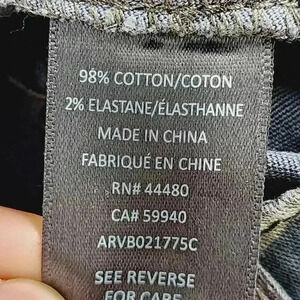 98% COTTON/COTON
2% ELASTANE/ÉLASTHANNE
MADE IN CHINA
FABRIQUÉ EN CHINE
RN# 44480
CA# 59940
ARVB021775C
SEE REVERSE
FOR CARE